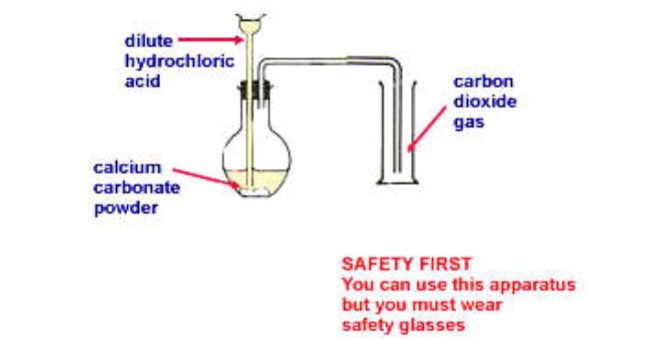 dilute
hydrochloric
acid
carbon
dioxide
gas
calcium
carbonate
powder
SAFETY FIRST
You can use this apparatus
but you must wear
safety glasses